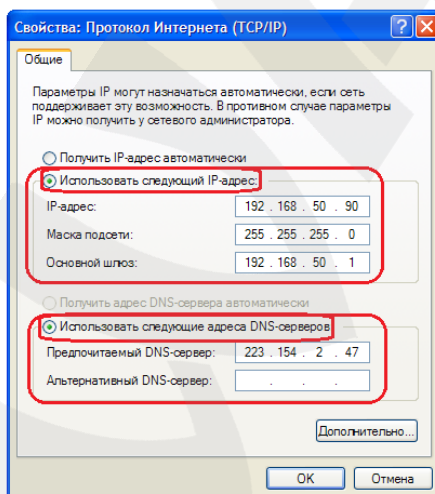 Свойства: Протокол Интернета (TCP/IP)
Общие
Параметры IP могут назначаться автоматически, если сеть
поддерживает эту возможность. В противном случае параметры
IP можно получить у сетевого администратора.
Получить IP-адрес автоматически
Использовать следующий IP-адрес:
IP-адрес: 192 . 168 . 50 . 90
Маска подсети: 255 . 255 . 255 . 0
Основной шлюз: 192 . 168 . 50 . 1
Получить адрес DNS-сервера автоматически
Использовать следующие адреса DNS-серверов
Предпочитаемый DNS-сервер: 223 . 154 . 2 . 47
Альтернативный DNS-сервер: . . .
Дополнительно...
OK Отмена